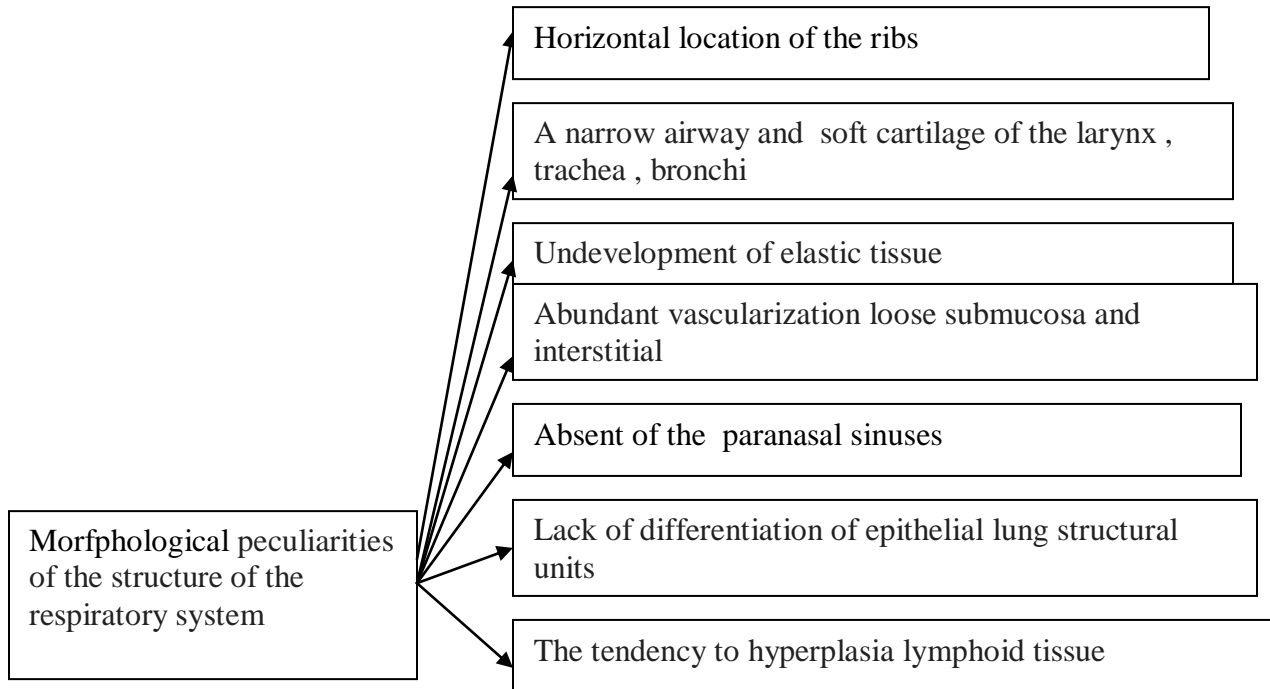 Horizontal location of the ribs
A narrow airway and soft cartilage of the larynx ,
trachea , bronchi
Undevelopment of elastic tissue
Abundant vascularization loose submucosa and
interstitial
Absent of the paranasal sinuses
Morfphological peculiarities
of the structure of the
respiratory system
Lack of differentiation of epithelial lung structural
units
The tendency to hyperplasia lymphoid tissue